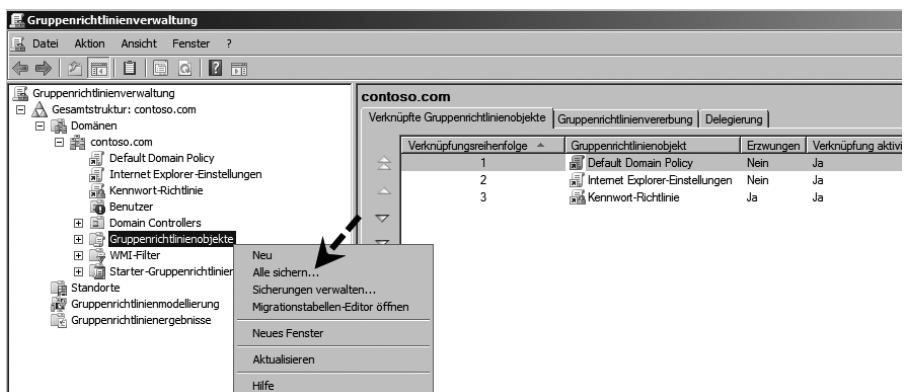 Gruppenrichtlinienverwaltung
Datei Aktion Ansicht Fenster ?
Gruppenrichtlinienverwaltung
Gesamtstruktur: contoso.com
Domänen
contoso.com
Default Domain Policy
Internet Explorer-Einstellungen
Kennwort-Richtlinie
Benutzer
Domain Controllers
Gruppenrichtlinienobjekte
WMI-Filter
Starter-Gruppenrichtlinien
Standorte
Gruppenrichtlinienmodellierung
Gruppenrichtlinienergebnisse
Neu
Alle sichern...
Sicherungen verwalten...
Migrationstabellen-Editor öffnen
Neues Fenster
Aktualisieren
Hilfe
contoso.com
Verknüpfte Gruppenrichtlinienobjekte Gruppenrichtlinienvererbung Delegierung
Verknüpfungsreihenfolge Gruppenrichtlinienobjekt Erzwungen Verknüpfung aktivi
1 Default Domain Policy Nein Ja
2 Internet Explorer-Einstellungen Nein Ja
3 Kennwort-Richtlinie Ja Ja